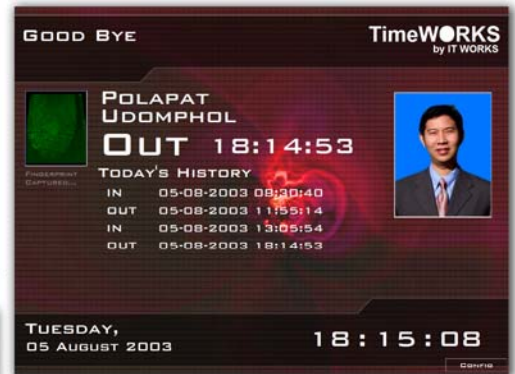 GOOD BYE
TimeWORKS
by IT WORKS
POLAPAT
UDOMPHOL
OUT 18:14:53
FINGERPRINT
CAPTURED...
TODAY'S HISTORY
IN 05-08-2003 08:30:40
OUT 05-08-2003 11:55:14
IN 05-08-2003 13:05:54
OUT 05-08-2003 18:14:53
TUESDAY,
05 AUGUST 2003
18:15:08
CONFIG